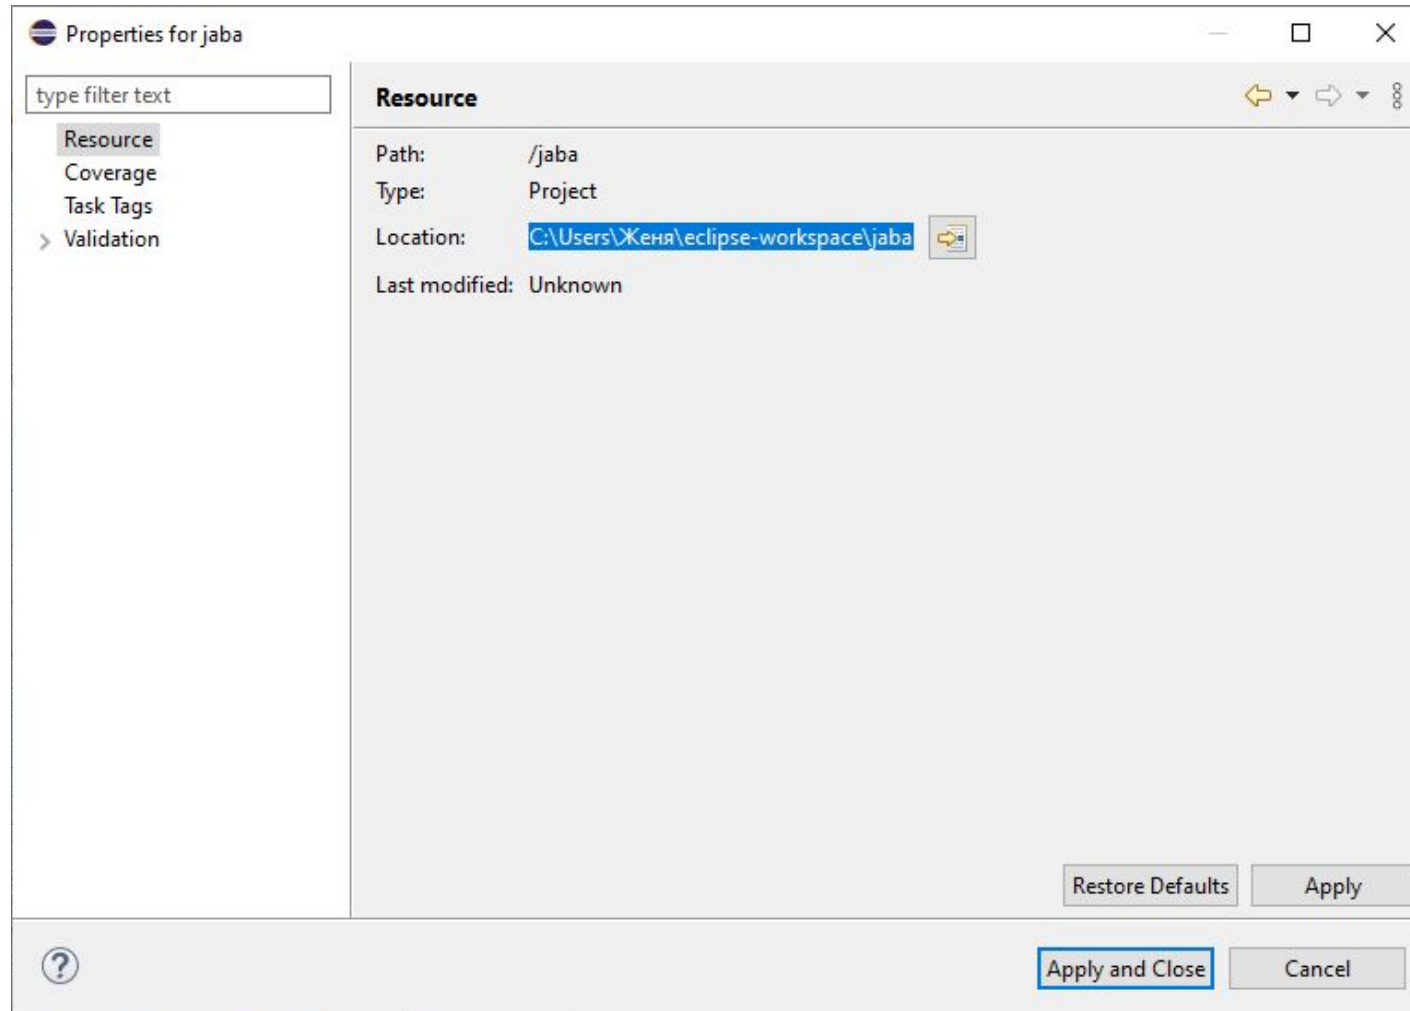 Properties for jaba
type filter text
Resource
Coverage
Task Tags
Validation
Resource
Path: /jaba
Type: Project
Location: C:\Users\Женя\eclipse-workspace\jaba
Last modified: Unknown
Restore Defaults Apply
Apply and Close Cancel